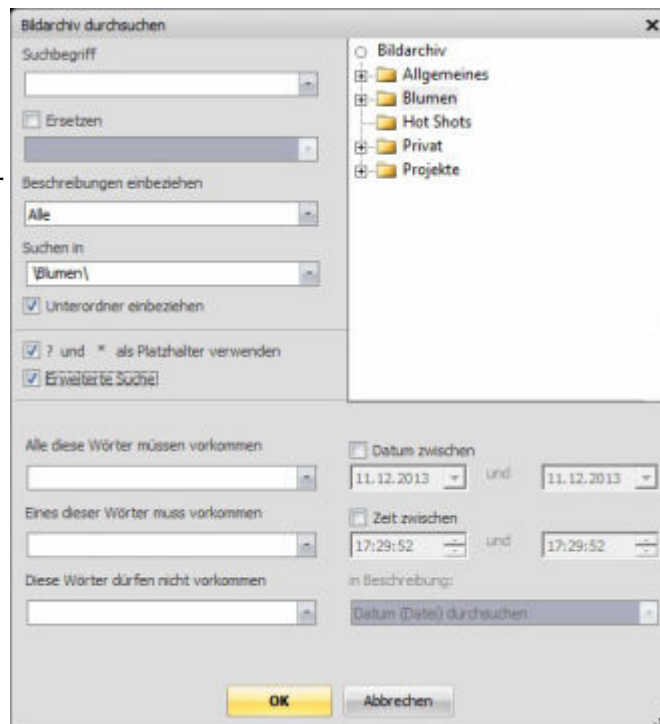 Bildarchiv durchsuchen
Suchbegriff
Ersetzen
Beschreibungen einbeziehen
Alle
Suchen in
\Blumen\
Unterordner einbeziehen
? und * als Platzhalter verwenden
Erweiterte Suche!
Bildarchiv
Allgemeines
Blumen
Hot Shots
Privat
Projekte
Alle diese Wörter müssen vorkommen
Eines dieser Wörter muss vorkommen
Diese Wörter dürfen nicht vorkommen
Datum zwischen
11.12.2013 und 11.12.2013
Zeit zwischen
17:29:52 und 17:29:52
in Beschreibung:
Datum (Datei) durchsuchen
OK Abbrechen